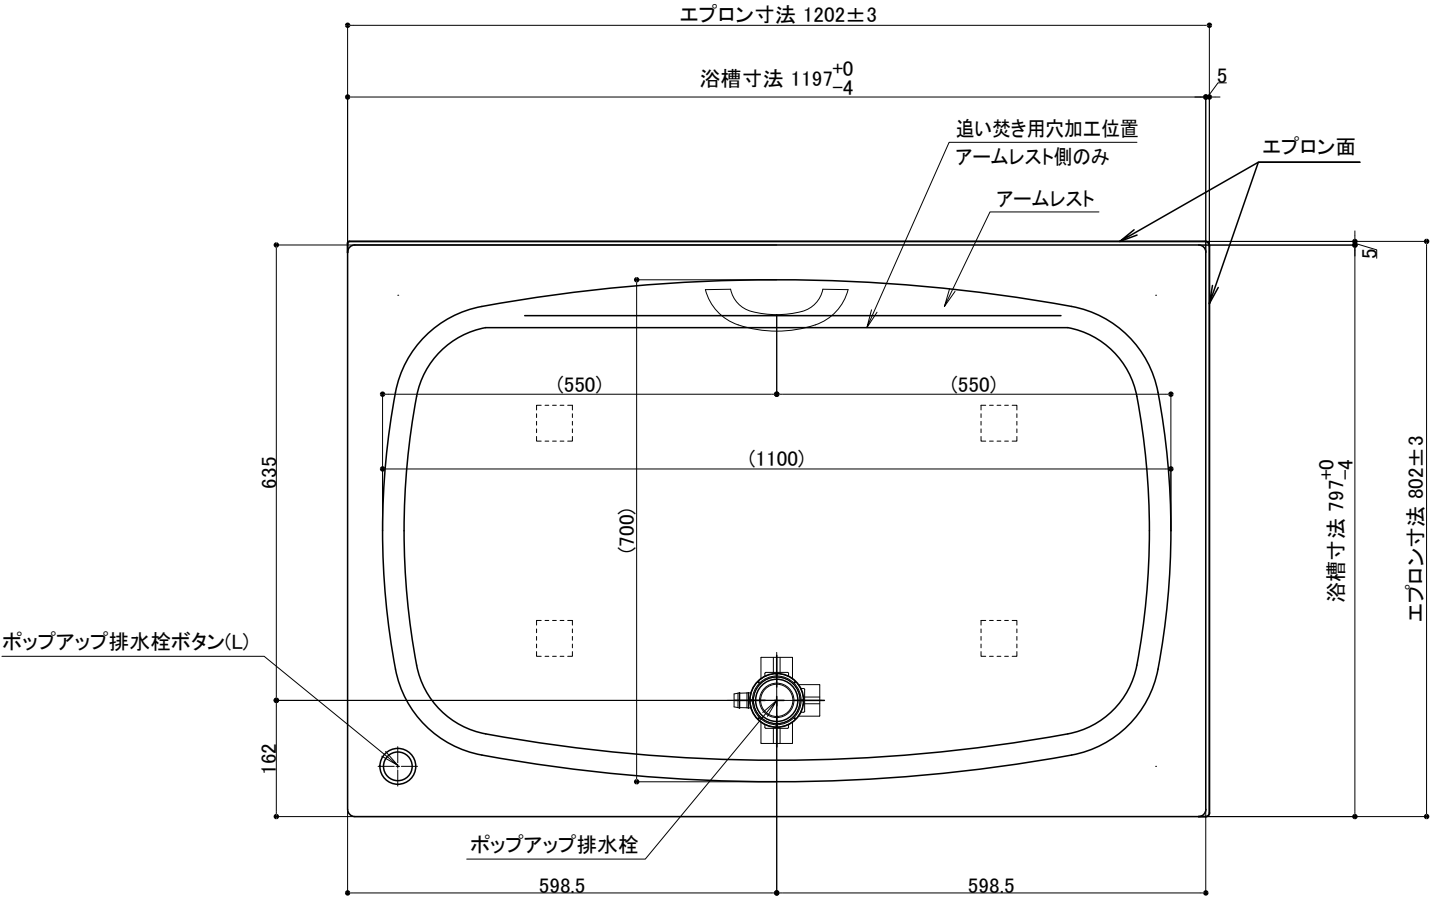 エプロン寸法 1202±3
浴槽寸法 1197+0-4
5
追い焚き用穴加工位置
アームレスト側のみ
エプロン面
アームレスト
5
(550)
(550)
(1100)
635
(700)
浴槽寸法 797+0-4
エプロン寸法 802±3
ポップアップ排水栓ボタン(L)
162
ポップアップ排水栓
598.5
598.5